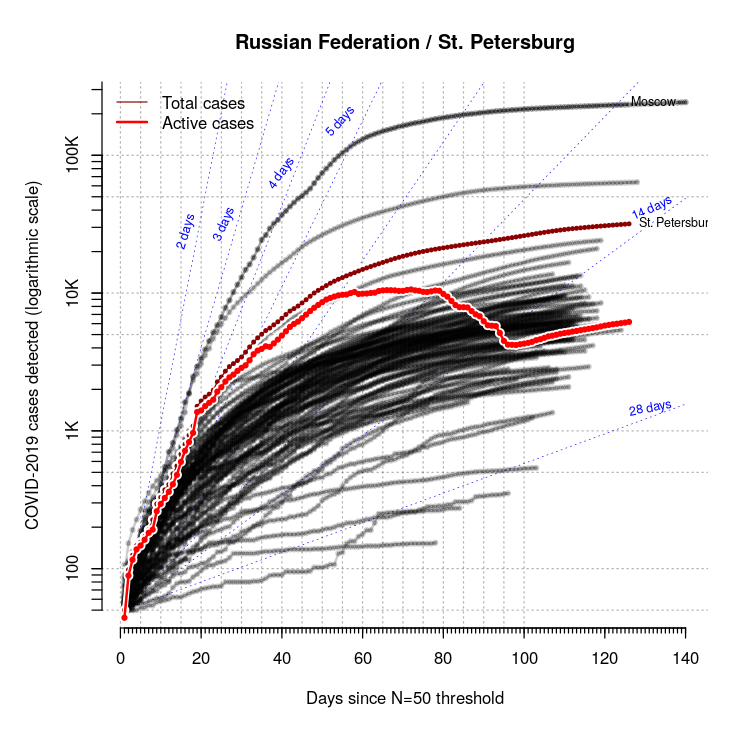 Russian Federation / St. Petersburg
Total cases
Active cases
Moscow
5 days
4 days
3 days
2 days
14 days
St. Petersbur
28 days
COVID-2019 cases detected (logarithmic scale)
100K
10K
1K
100
0 20 40 60 80 100 120 140
Days since N=50 threshold